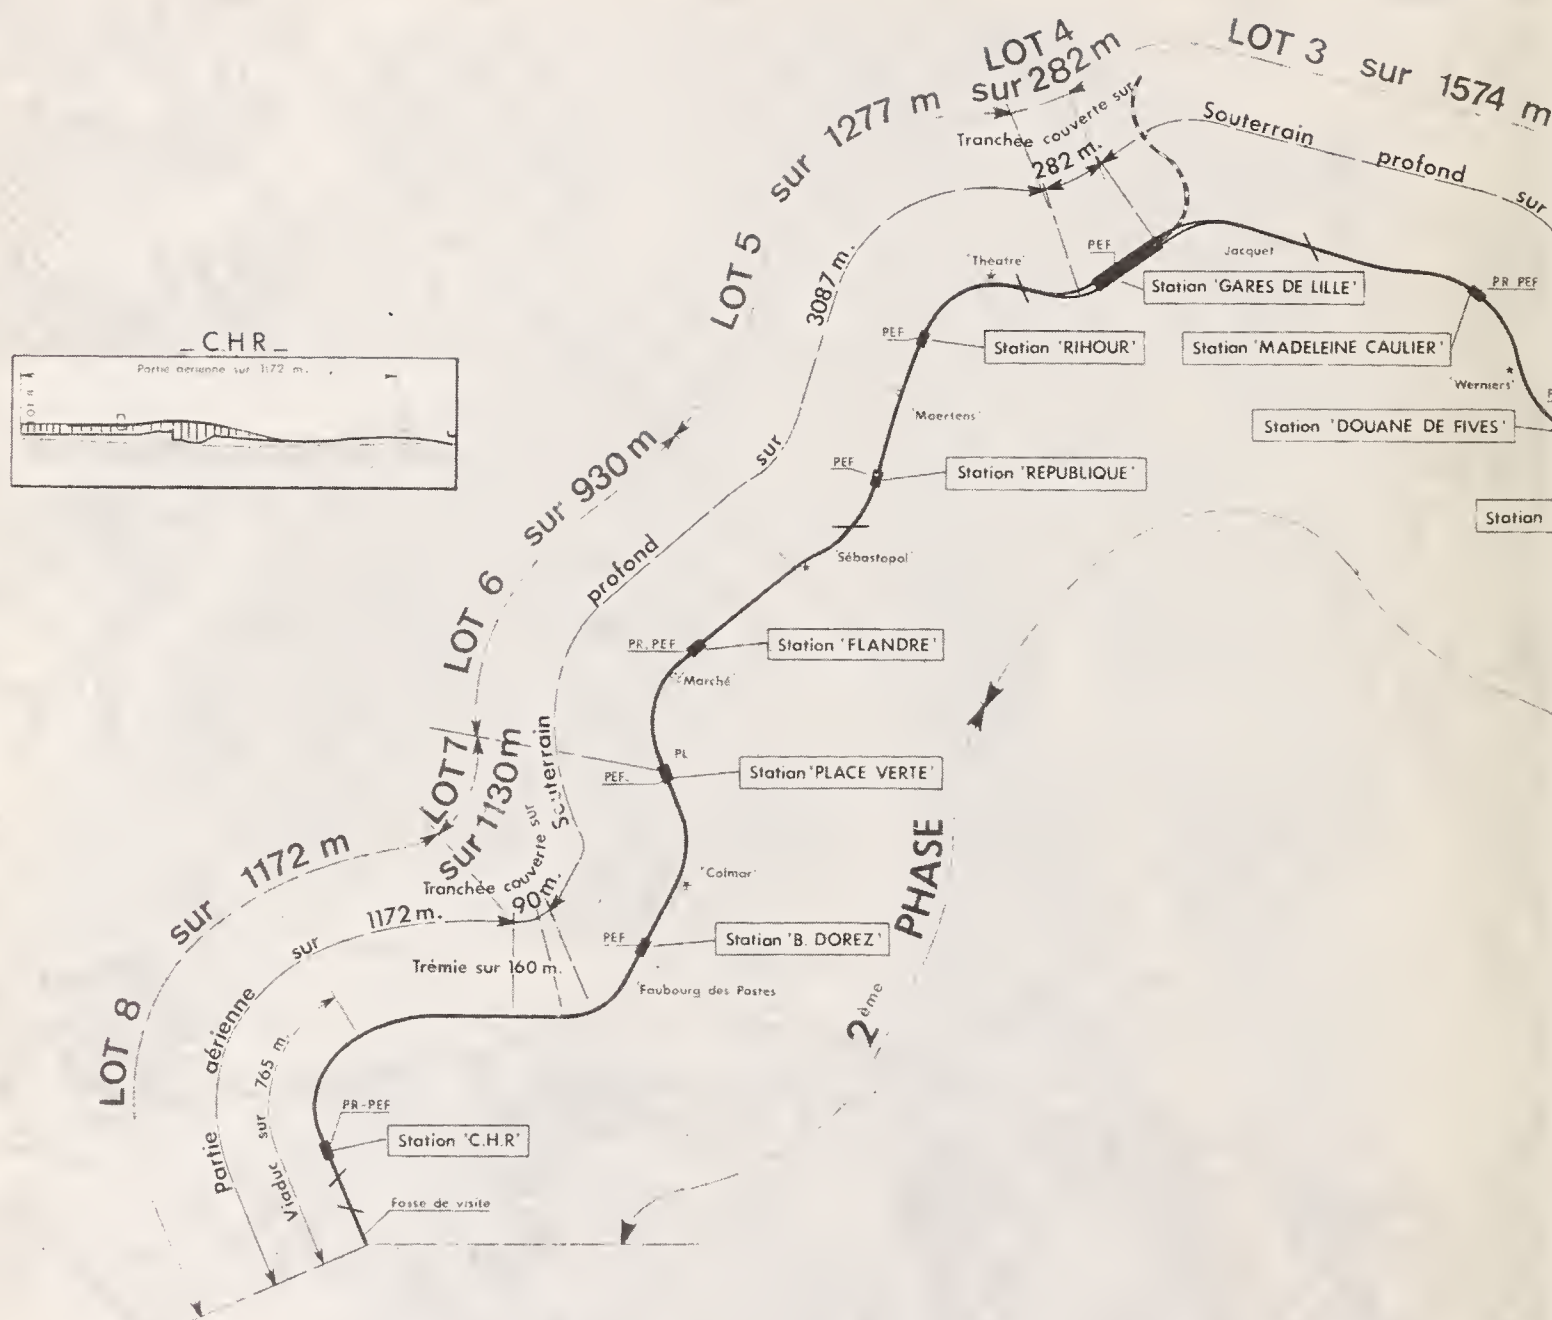 LOT 4
sur 282 m
LOT 3 sur 1574 m
LOT 5 sur 1277 m
Tranchée couverte sur
282 m.
Souterrain profond sur
3087 m.
PEF
Jacquet
'Théatre'
Station 'GARES DE LILLE'
PR PEF
_ C.H.R _
Partie aerienne sur 1172 m.
PEF
Station 'RIHOUR'
Station 'MADELEINE CAULIER'
'Werniers'
'Maertens'
Station 'DOUANE DE FIVES'
sur
LOT 6 sur 930 m
PEF
Station 'REPUBLIQUE'
Station
profond
'Sébastopol'
PR. PEF
Station 'FLANDRE'
'Marché'
LOT 7
sur 1130 m
Souterrain
PL
PEF.
Station 'PLACE VERTE'
LOT 8 sur 1172 m
Tranchée couverte sur
90 m.
'Colmar'
2ème PHASE
Partie aérienne sur 1172 m.
PEF
Station 'B. DOREZ'
Trémie sur 160 m.
'Faubourg des Postes
Viaduc sur 765 m.
PR-PEF
Station 'C.H.R'
Fosse de visite